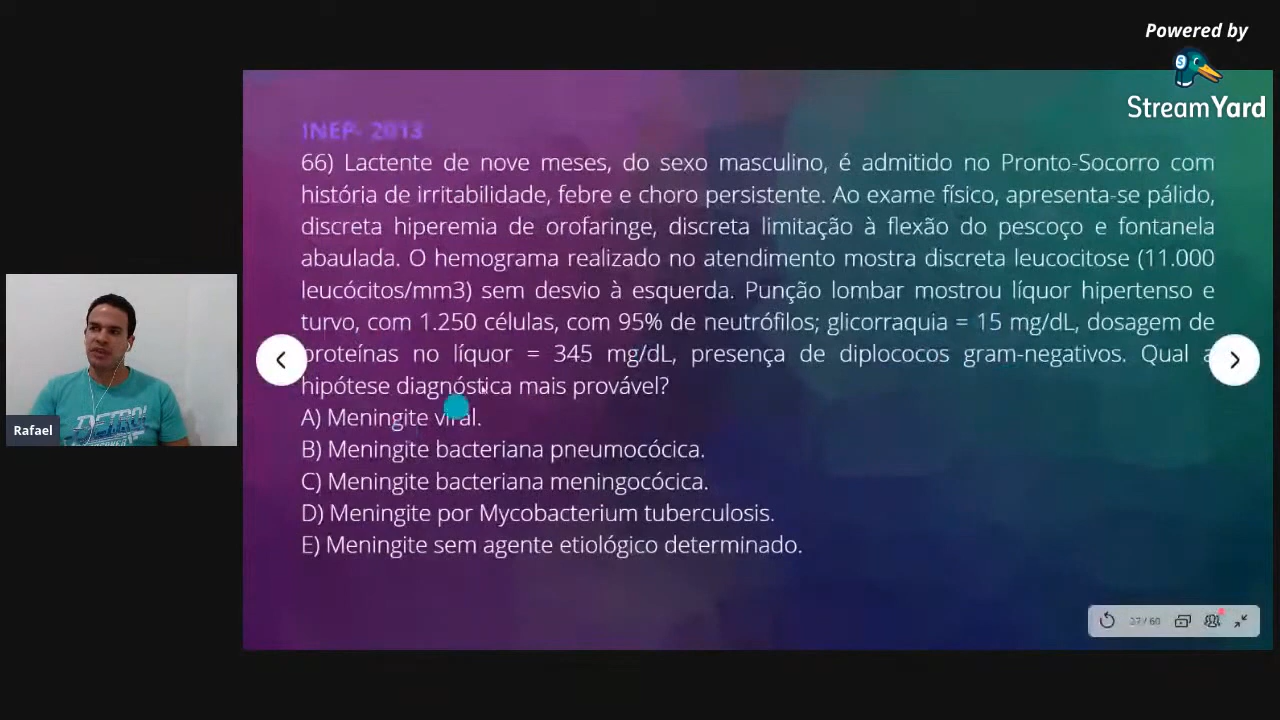 Powered by
StreamYard
INEP- 2013
66) Lactente de nove meses, do sexo masculino, é admitido no Pronto-Socorro com
história de irritabilidade, febre e choro persistente. Ao exame físico, apresenta-se pálido,
discreta hiperemia de orofaringe, discreta limitação à flexão do pescoço e fontanela
abaulada. O hemograma realizado no atendimento mostra discreta leucocitose (11.000
leucócitos/mm3) sem desvio à esquerda. Punção lombar mostrou líquor hipertenso e
turvo, com 1.250 células, com 95% de neutrófilos; glicorraquia = 15 mg/dL, dosagem de
proteínas no líquor = 345 mg/dL, presença de diplococos gram-negativos. Qual a
hipótese diagnóstica mais provável?
A) Meningite viral.
B) Meningite bacteriana pneumocócica.
C) Meningite bacteriana meningocócica.
D) Meningite por Mycobacterium tuberculosis.
E) Meningite sem agente etiológico determinado.
Rafael
37/60